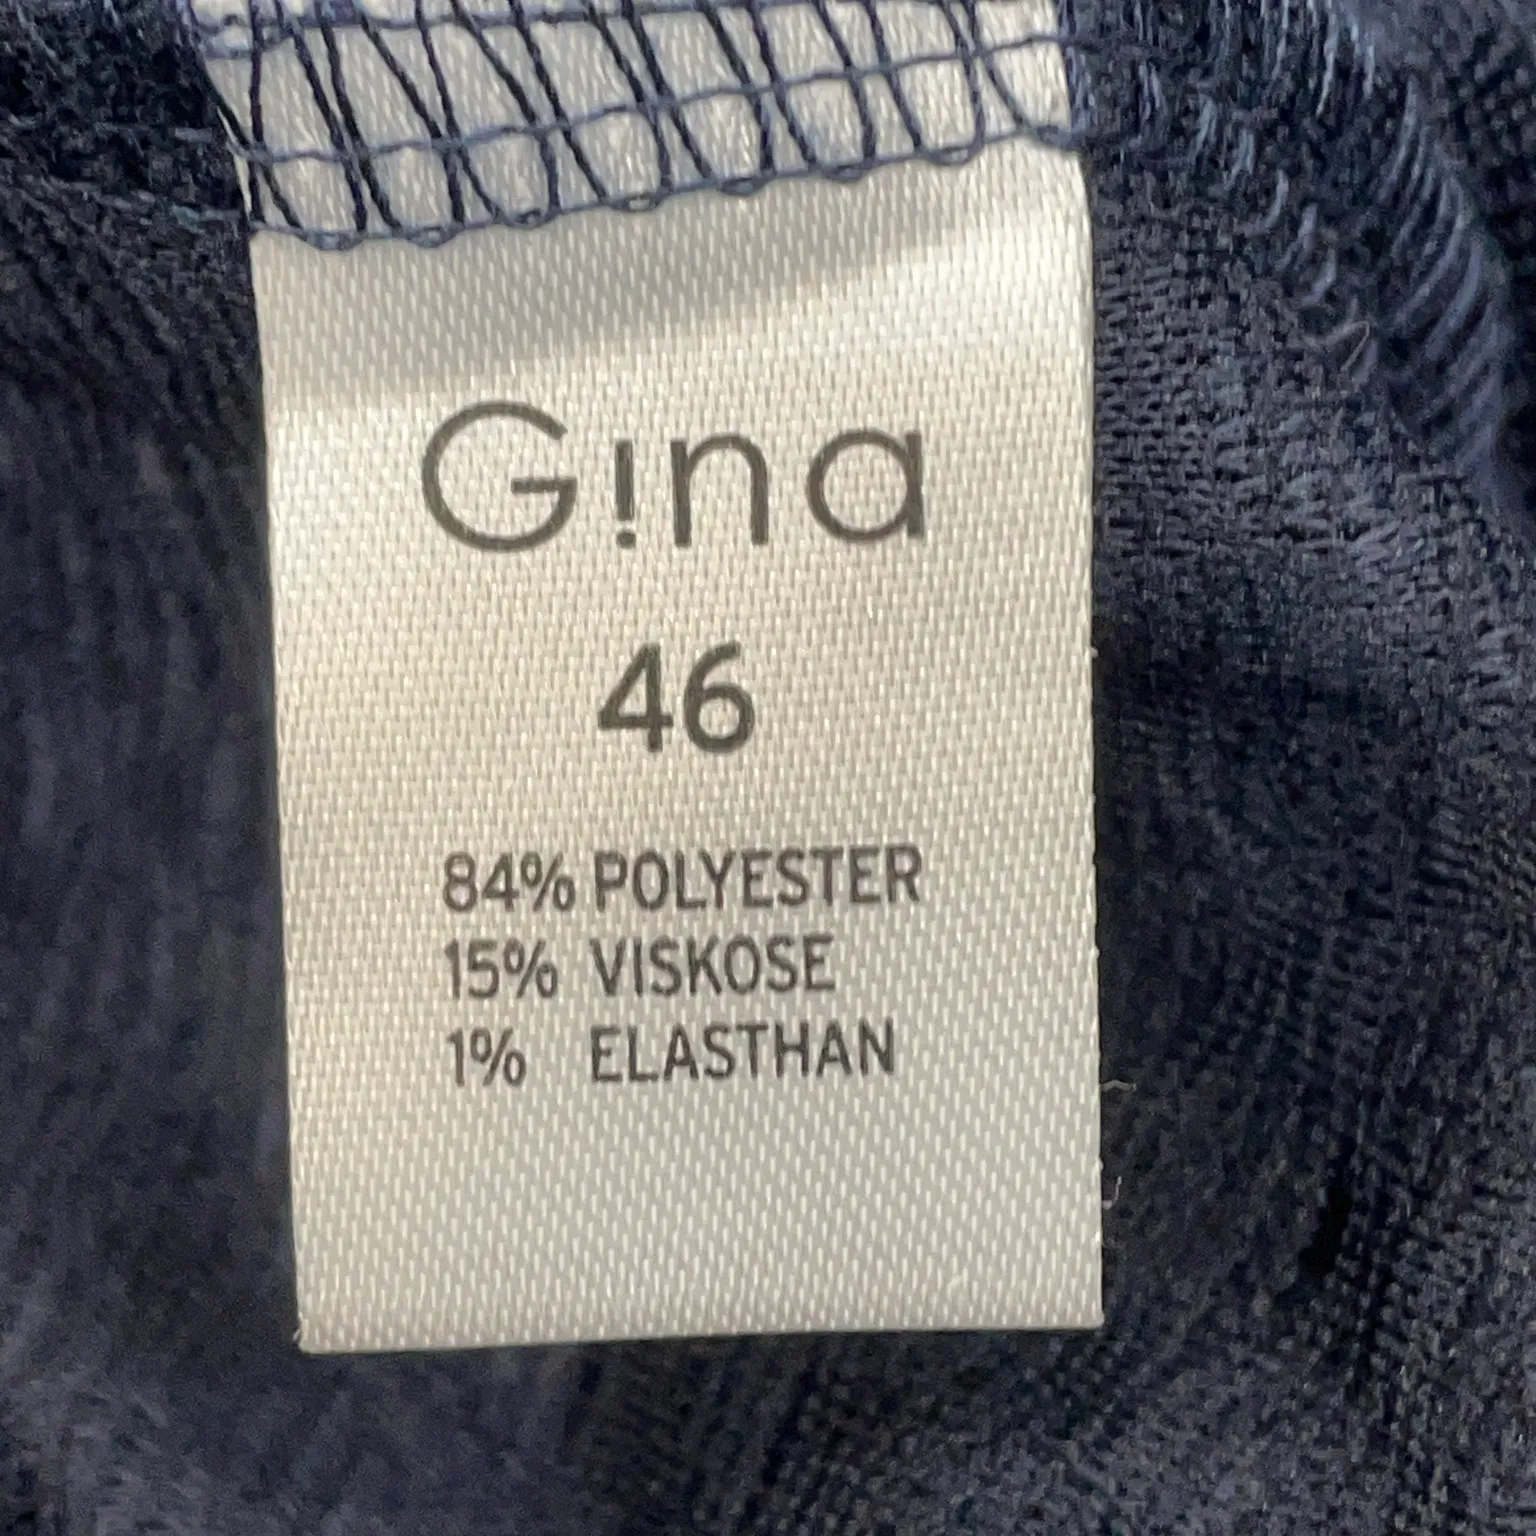 G!na
46
84% POLYESTER
15% VISKOSE
1% ELASTHAN